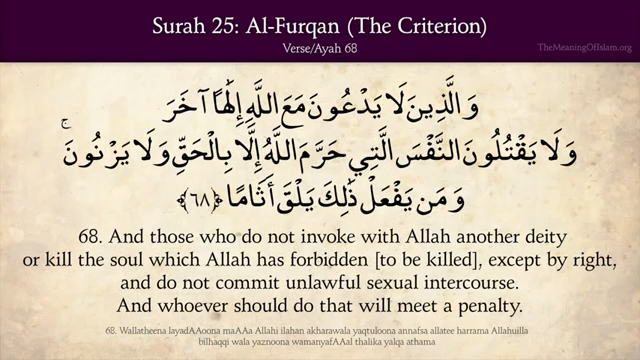 Surah 25: Al-Furqan (The Criterion)
Verse/Ayah 68
TheMeaningOfIslam.org
وَالَّذِينَ لَا يَدْعُونَ مَعَ اللَّهِ إِلَٰهًا آخَرَ
وَلَا يَقْتُلُونَ النَّفْسَ الَّتِي حَرَّمَ اللَّهُ إِلَّا بِالْحَقِّ وَلَا يَزْنُونَ ۚ
وَمَن يَفْعَلْ ذَٰلِكَ يَلْقَ أَثَامًا ﴿٦٨﴾
68. And those who do not invoke with Allah another deity
or kill the soul which Allah has forbidden [to be killed], except by right,
and do not commit unlawful sexual intercourse.
And whoever should do that will meet a penalty.
68. Wallatheena layadAAoona maAAa Allahi ilahan akharawala yaqtuloona annafsa allatee harrama Allahuilla
bilhaqqi wala yaznoona wamanyafAAal thalika yalqa athama